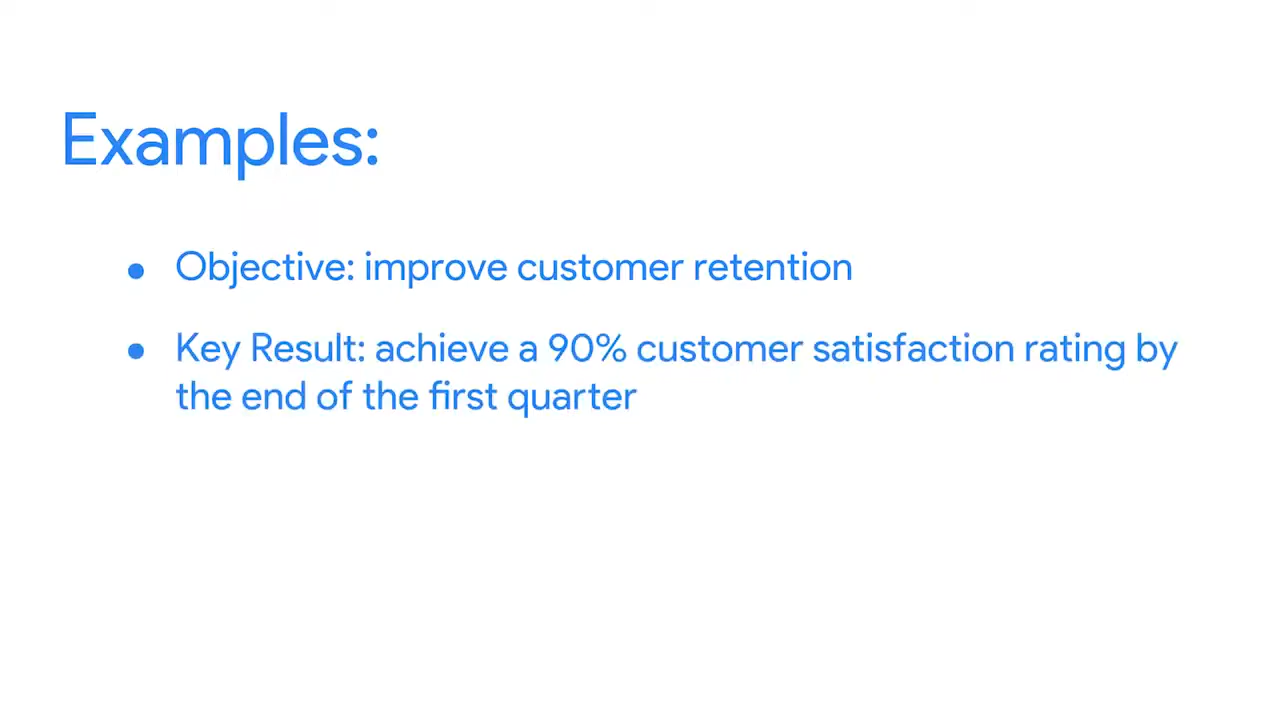 Examples:
● Objective: improve customer retention
● Key Result: achieve a 90% customer satisfaction rating by
the end of the first quarter